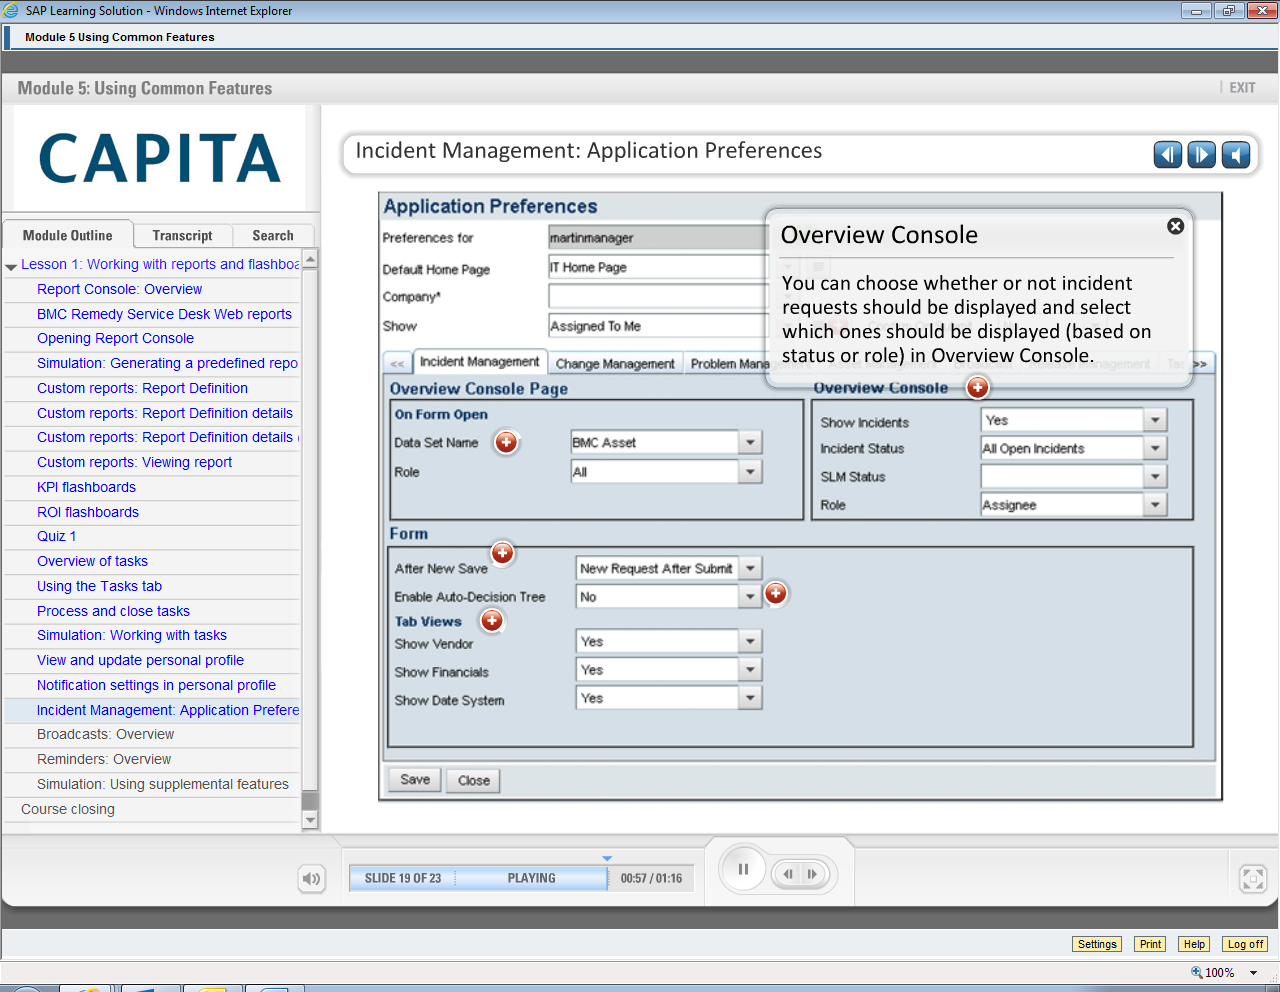 SAP Learning Solution - Windows Internet Explorer
Module 5 Using Common Features
Module 5: Using Common Features
EXIT
CAPITA
Incident Management: Application Preferences
Module Outline
Transcript
Search
Lesson 1: Working with reports and flashboa
Report Console: Overview
BMC Remedy Service Desk Web reports
Opening Report Console
Simulation: Generating a predefined repo
Custom reports: Report Definition
Custom reports: Report Definition details
Custom reports: Report Definition details (
Custom reports: Viewing report
KPI flashboards
ROI flashboards
Quiz 1
Overview of tasks
Using the Tasks tab
Process and close tasks
Simulation: Working with tasks
View and update personal profile
Notification settings in personal profile
Incident Management: Application Prefere
Broadcasts: Overview
Reminders: Overview
Simulation: Using supplemental features
Course closing
Application Preferences
Preferences for martinmanager
Default Home Page IT Home Page
Company*
Show Assigned To Me
Overview Console
You can choose whether or not incident
requests should be displayed and select
which ones should be displayed (based on
status or role) in Overview Console.
<< Incident Management Change Management Problem Management >>
Overview Console Page
On Form Open
Data Set Name BMC Asset
Role All
Overview Console
Show Incidents Yes
Incident Status All Open Incidents
SLM Status
Role Assignee
Form
After New Save New Request After Submit
Enable Auto-Decision Tree No
Tab Views
Show Vendor Yes
Show Financials Yes
Show Date System Yes
Save Close
SLIDE 19 OF 23 PLAYING 00:57 / 01:16
Settings Print Help Log off
100%